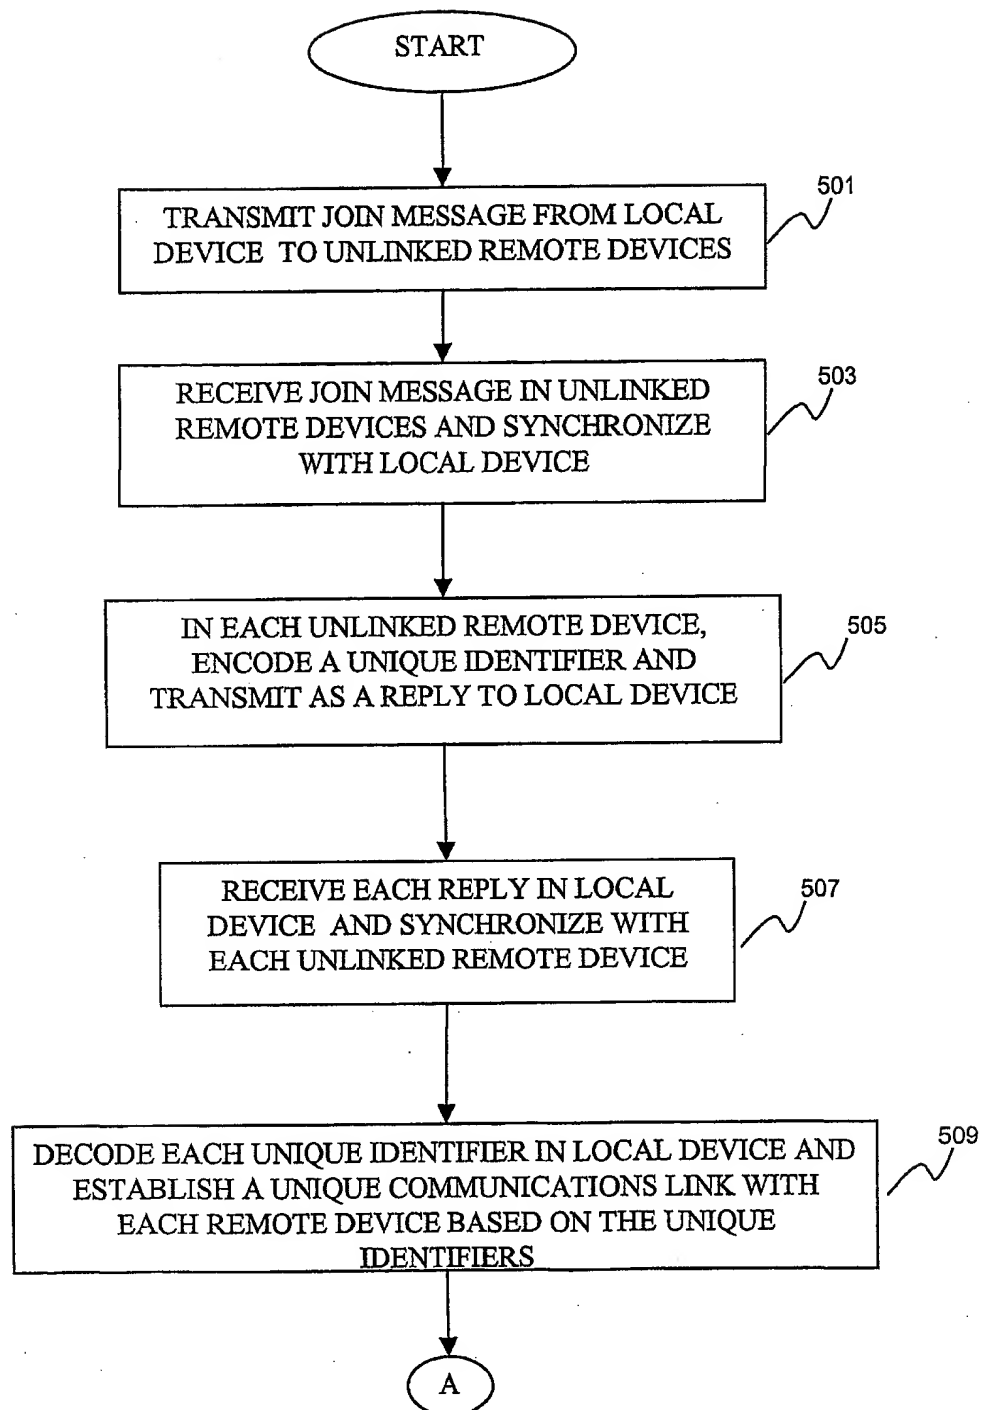 START
TRANSMIT JOIN MESSAGE FROM LOCAL
DEVICE TO UNLINKED REMOTE DEVICES
501
RECEIVE JOIN MESSAGE IN UNLINKED
REMOTE DEVICES AND SYNCHRONIZE
WITH LOCAL DEVICE
503
IN EACH UNLINKED REMOTE DEVICE,
ENCODE A UNIQUE IDENTIFIER AND
TRANSMIT AS A REPLY TO LOCAL DEVICE
505
RECEIVE EACH REPLY IN LOCAL
DEVICE AND SYNCHRONIZE WITH
EACH UNLINKED REMOTE DEVICE
507
DECODE EACH UNIQUE IDENTIFIER IN LOCAL DEVICE AND
ESTABLISH A UNIQUE COMMUNICATIONS LINK WITH
EACH REMOTE DEVICE BASED ON THE UNIQUE
IDENTIFIERS
509
A